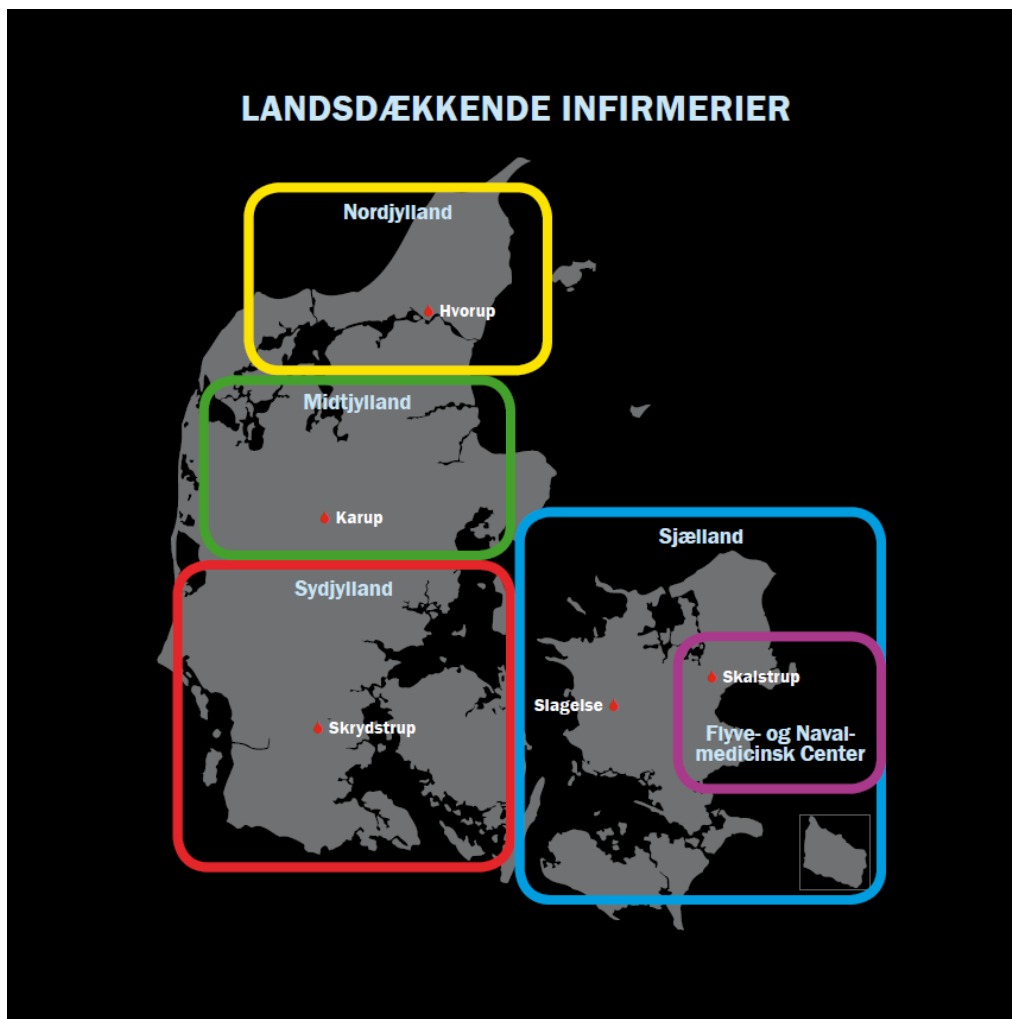 LANDSDÆKKENDE INFIRMERIER
Nordjylland
Hvorup
Midtjylland
Karup
Sjælland
Sydjylland
Skalstrup
Slagelse
Skrydstrup
Flyve- og Naval-
medicinsk Center